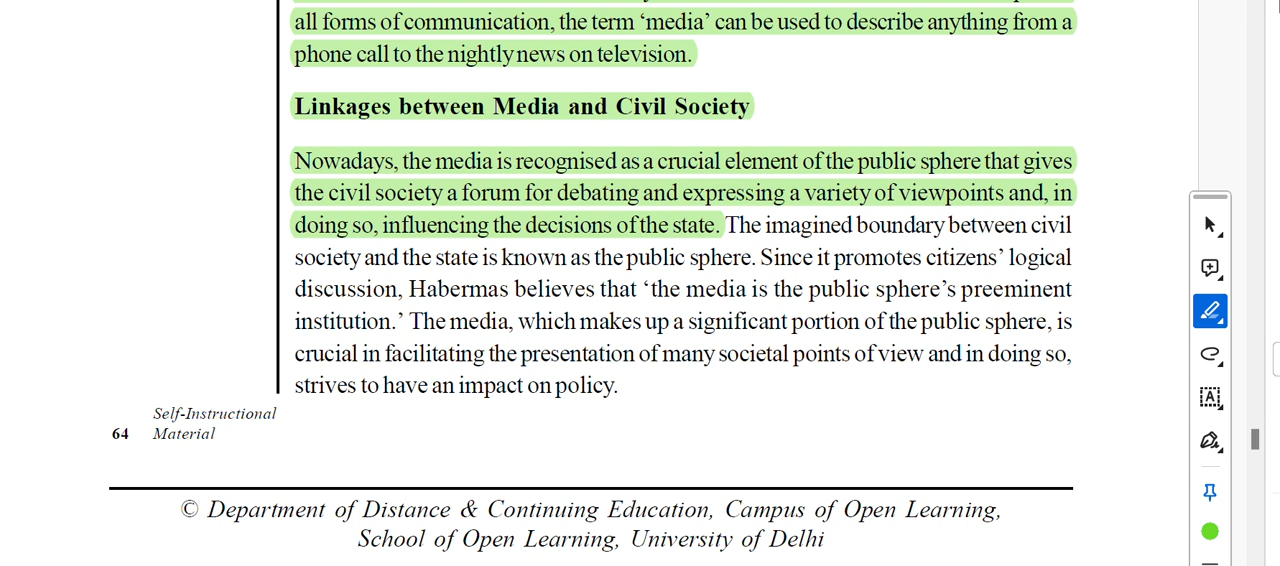 all forms of communication, the term ‘media’ can be used to describe anything from a
phone call to the nightly news on television.
Linkages between Media and Civil Society
Nowadays, the media is recognised as a crucial element of the public sphere that gives
the civil society a forum for debating and expressing a variety of viewpoints and, in
doing so, influencing the decisions of the state. The imagined boundary between civil
society and the state is known as the public sphere. Since it promotes citizens’ logical
discussion, Habermas believes that ‘the media is the public sphere’s preeminent
institution.’ The media, which makes up a significant portion of the public sphere, is
crucial in facilitating the presentation of many societal points of view and in doing so,
strives to have an impact on policy.
Self-Instructional
64 Material
© Department of Distance & Continuing Education, Campus of Open Learning,
School of Open Learning, University of Delhi